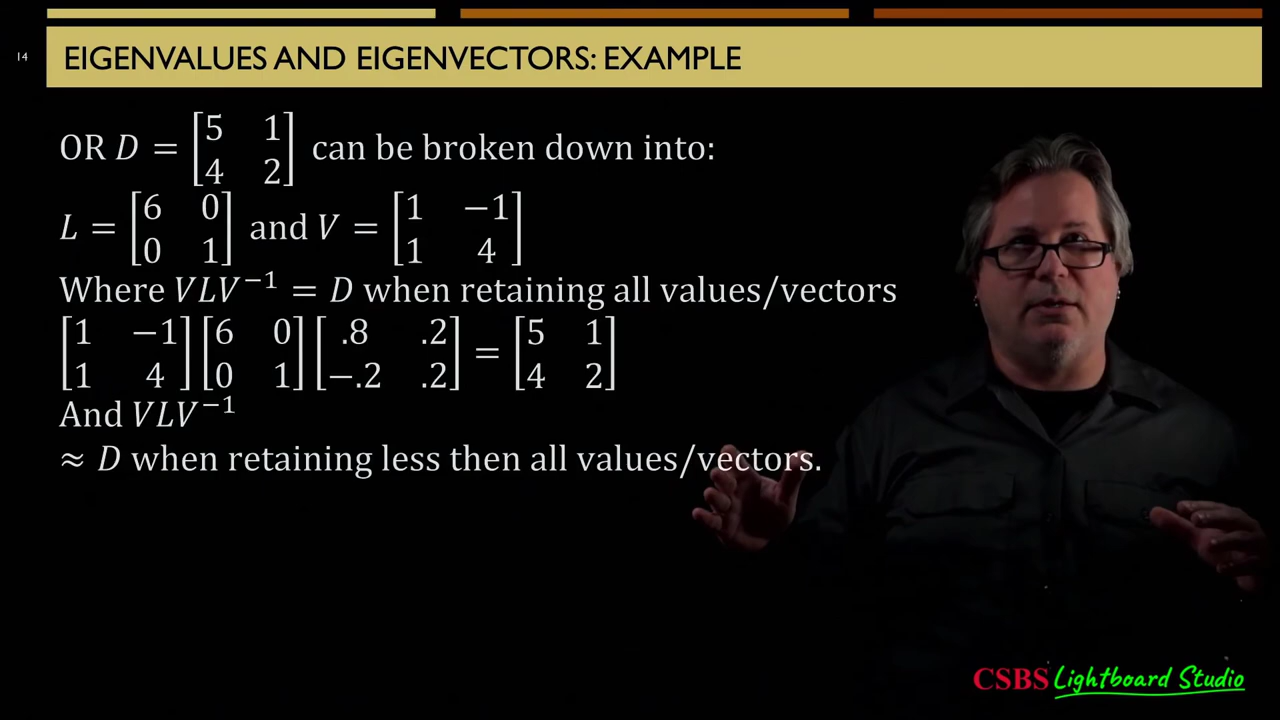 14
EIGENVALUES AND EIGENVECTORS: EXAMPLE
OR D = [5 1; 4 2] can be broken down into:
L = [6 0; 0 1] and V = [1 −1; 1 4]
Where VLV⁻¹ = D when retaining all values/vectors
[1 −1; 1 4] [6 0; 0 1] [.8 .2; −.2 .2] = [5 1; 4 2]
And VLV⁻¹
≈ D when retaining less then all values/vectors.
CSBS Lightboard Studio